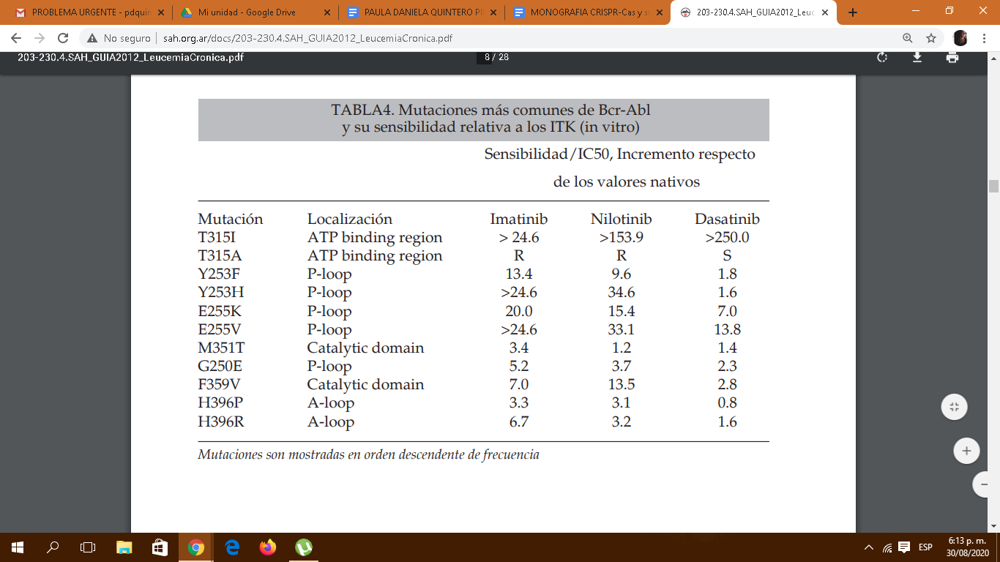 PROBLEMA URGENTE - pdquin
Mi unidad - Google Drive
PAULA DANIELA QUINTERO PI
MONOGRAFIA CRISPR-Cas y s
203-230.4.SAH_GUIA2012_Leuc
No seguro
sah.org.ar/docs/203-230.4.SAH_GUIA2012_LeucemiaCronica.pdf
203-230.4.SAH_GUIA2012_LeucemiaCronica.pdf
8 / 28
TABLA4. Mutaciones más comunes de Bcr-Abl
y su sensibilidad relativa a los ITK (in vitro)
Sensibilidad/IC50, Incremento respecto
de los valores nativos
Mutación Localización Imatinib Nilotinib Dasatinib
T315I ATP binding region > 24.6 >153.9 >250.0
T315A ATP binding region R R S
Y253F P-loop 13.4 9.6 1.8
Y253H P-loop >24.6 34.6 1.6
E255K P-loop 20.0 15.4 7.0
E255V P-loop >24.6 33.1 13.8
M351T Catalytic domain 3.4 1.2 1.4
G250E P-loop 5.2 3.7 2.3
F359V Catalytic domain 7.0 13.5 2.8
H396P A-loop 3.3 3.1 0.8
H396R A-loop 6.7 3.2 1.6
Mutaciones son mostradas en orden descendente de frecuencia
ESP
6:13 p. m.
30/08/2020